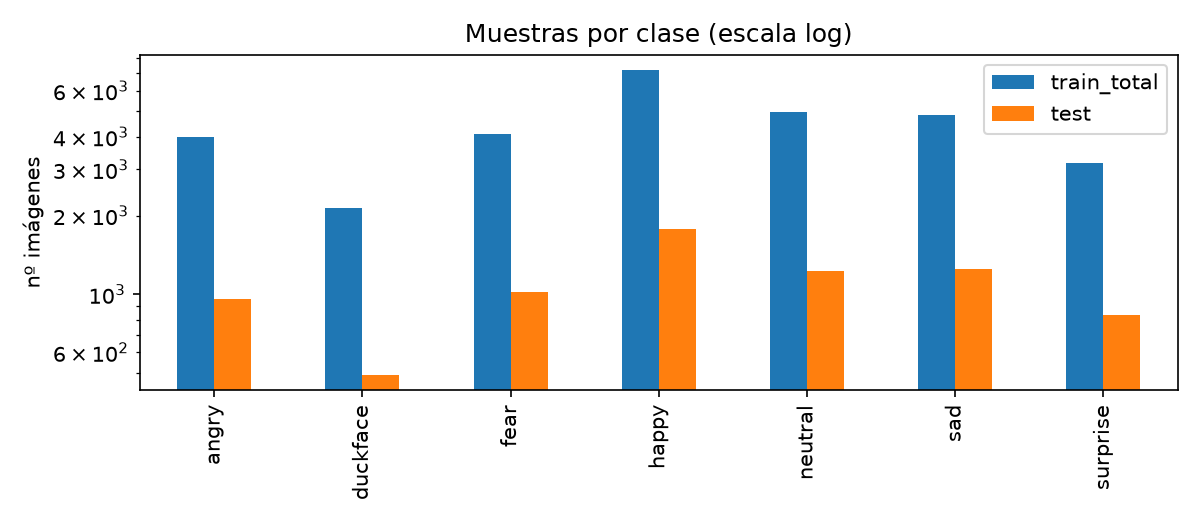 Muestras por clase (escala log)
train_total
test
nº imágenes
6 × 10³
4 × 10³
3 × 10³
2 × 10³
10³
6 × 10²
angry
duckface
fear
happy
neutral
sad
surprise